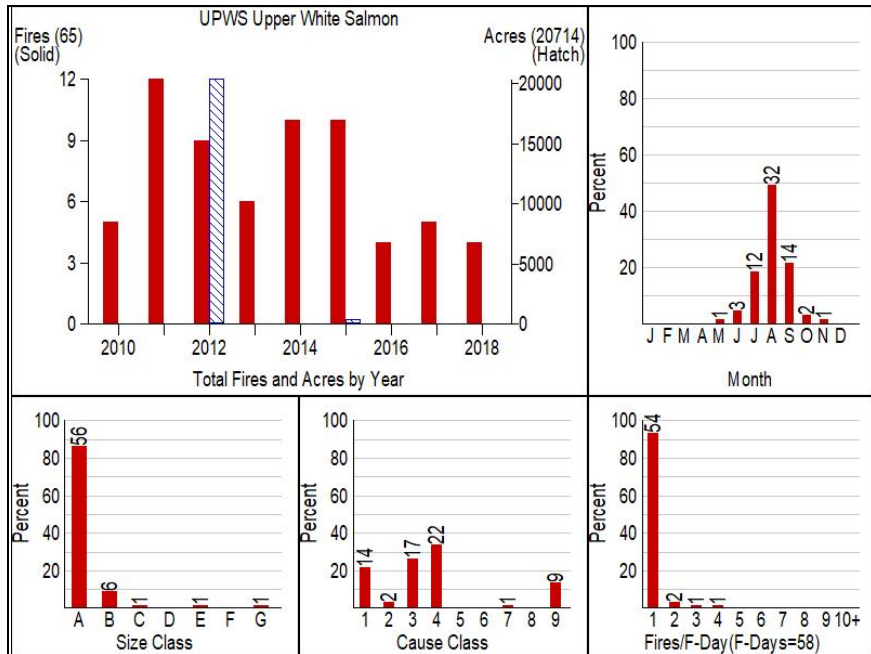 UPWS Upper White Salmon
Fires (65)
(Solid)
Acres (20714)
(Hatch)
12
9
6
3
0
20000
15000
10000
5000
0
2010 2012 2014 2016 2018
Total Fires and Acres by Year
Percent
100
80
60
40
20
1 3 12 32 14 2 1
J F M A M J J A S O N D
Month
Percent
100
80
60
40
20
56 6 1 1 1
A B C D E F G
Size Class
Percent
100
80
60
40
20
14 2 17 22 1 9
1 2 3 4 5 6 7 8 9
Cause Class
Percent
100
80
60
40
20
54 2 1 1
1 2 3 4 5 6 7 8 9 10+
Fires/F-Day(F-Days=58)